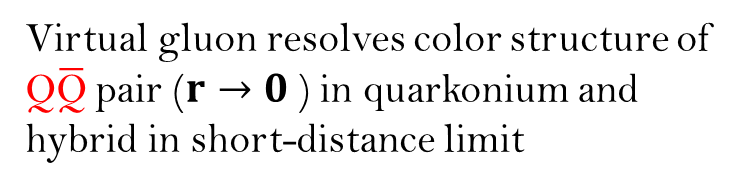 Virtual gluon resolves color structure of
QQ̅ pair (r → 0 ) in quarkonium and
hybrid in short-distance limit